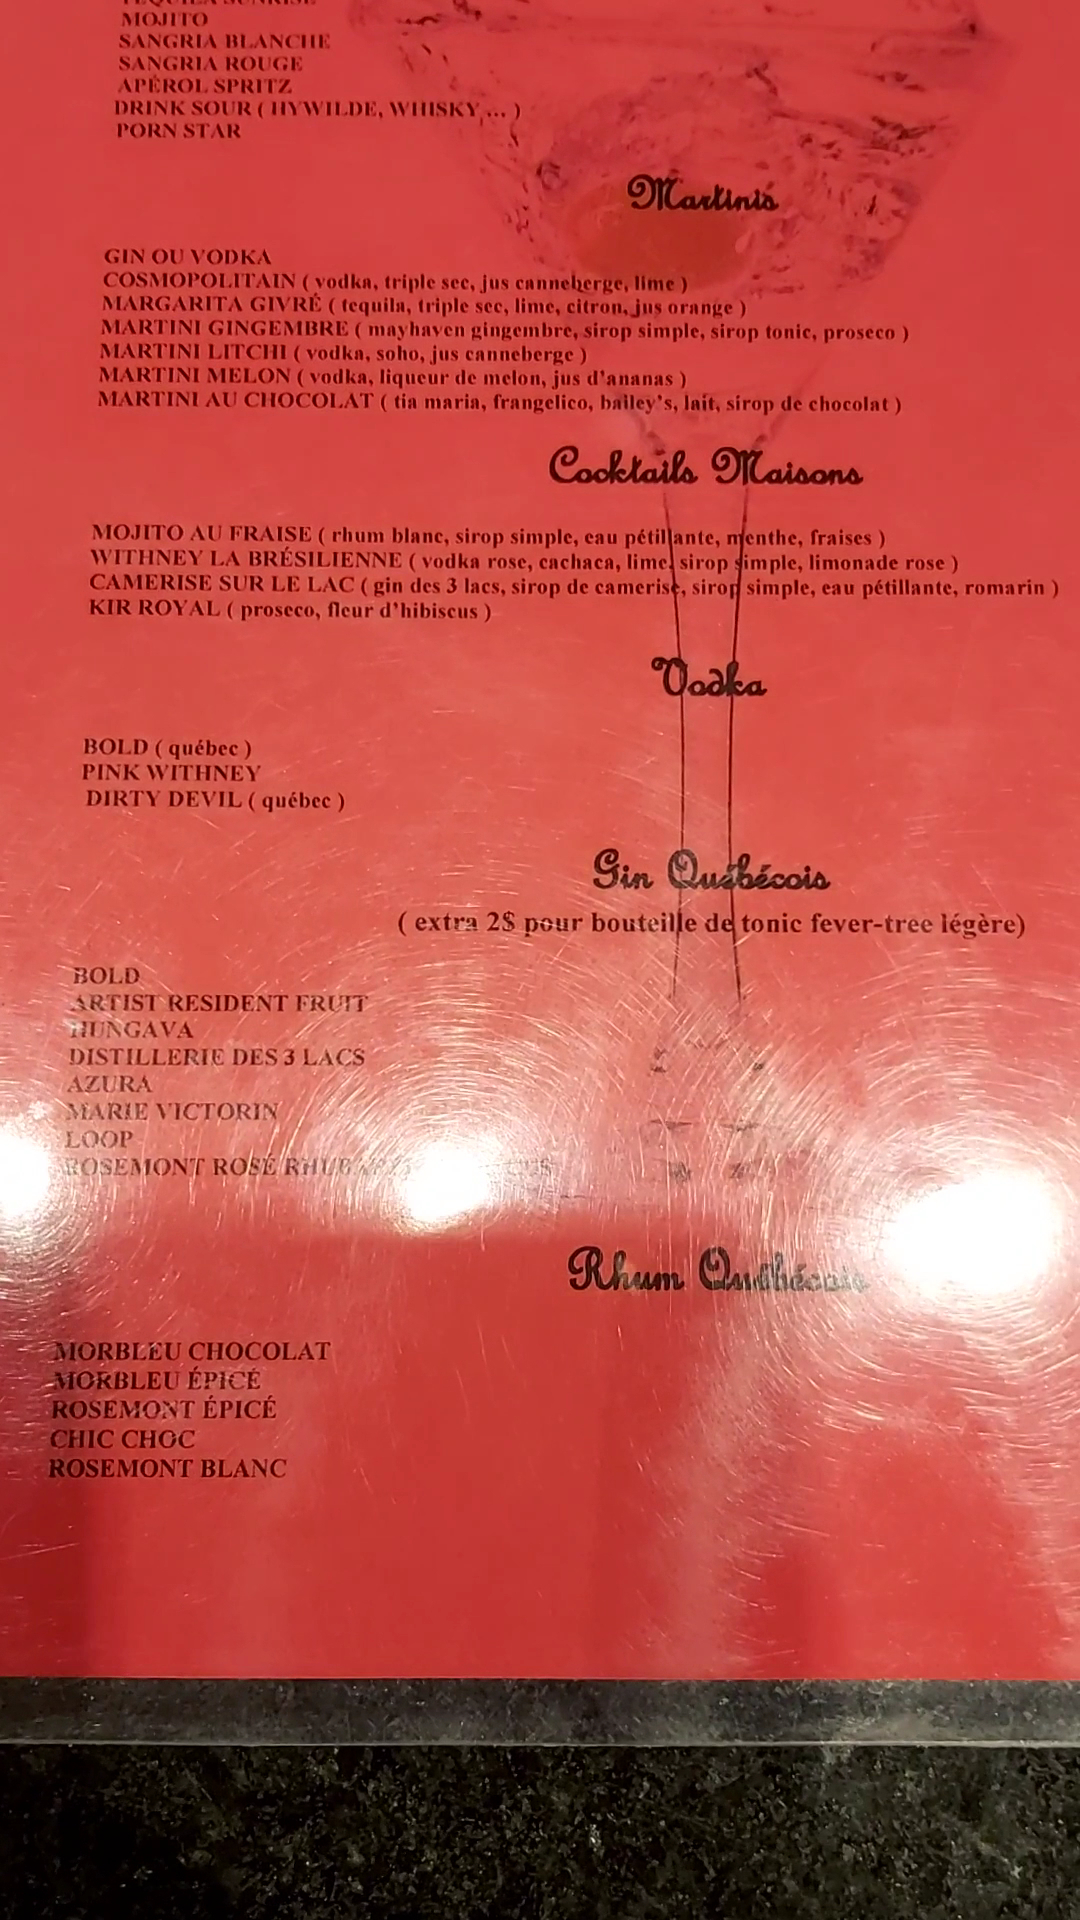 TEQUILA SUNRISE
MOJITO
SANGRIA BLANCHE
SANGRIA ROUGE
APÉROL SPRITZ
DRINK SOUR ( HYWILDE, WHISKY, ... )
PORN STAR
Martinis
GIN OU VODKA
COSMOPOLITAIN ( vodka, triple sec, jus canneberge, lime )
MARGARITA GIVRÉ ( tequila, triple sec, lime, citron, jus orange )
MARTINI GINGEMBRE ( mayhaven gingembre, sirop simple, sirop tonic, proseco )
MARTINI LITCHI ( vodka, soho, jus canneberge )
MARTINI MELON ( vodka, liqueur de melon, jus d'ananas )
MARTINI AU CHOCOLAT ( tia maria, frangelico, bailey's, lait, sirop de chocolat )
Cocktails Maisons
MOJITO AU FRAISE ( rhum blanc, sirop simple, eau pétillante, menthe, fraises )
WITHNEY LA BRÉSILIENNE ( vodka rose, cachaca, lime, sirop simple, limonade rose )
CAMERISE SUR LE LAC ( gin des 3 lacs, sirop de camerise, sirop simple, eau pétillante, romarin )
KIR ROYAL ( proseco, fleur d'hibiscus )
Vodka
BOLD ( québec )
PINK WITHNEY
DIRTY DEVIL ( québec )
Gin Québécois
( extra 2$ pour bouteille de tonic fever-tree légère)
BOLD
ARTIST RESIDENT FRUIT
HUNGAVA
DISTILLERIE DES 3 LACS
AZURA
MARIE VICTORIN
LOOP
ROSEMONT ROSÉ
Rhum Québécois
MORBLEU CHOCOLAT
MORBLEU ÉPICÉ
ROSEMONT ÉPICÉ
CHIC CHOC
ROSEMONT BLANC